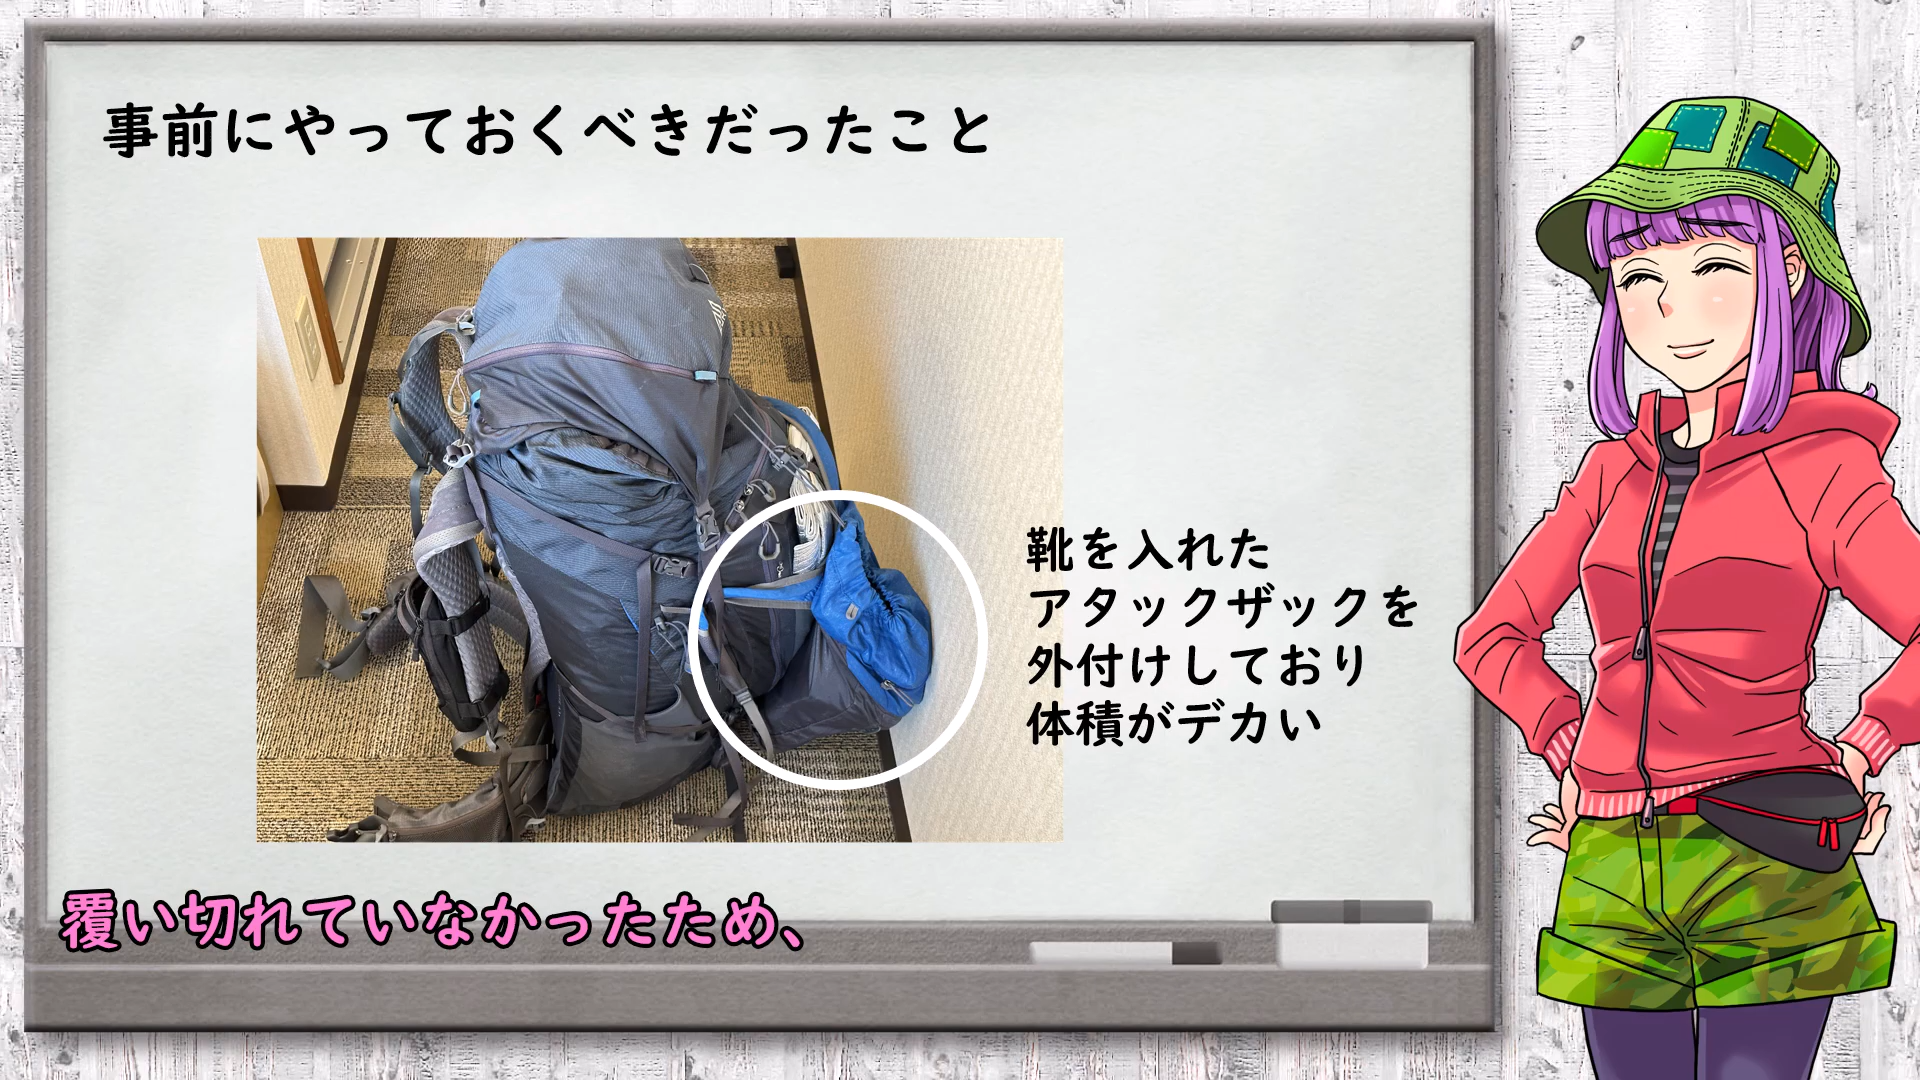 事前にやっておくべきだったこと
靴を入れた
アタックザックを
外付けしており
体積がデカい
覆い切れていなかったため、